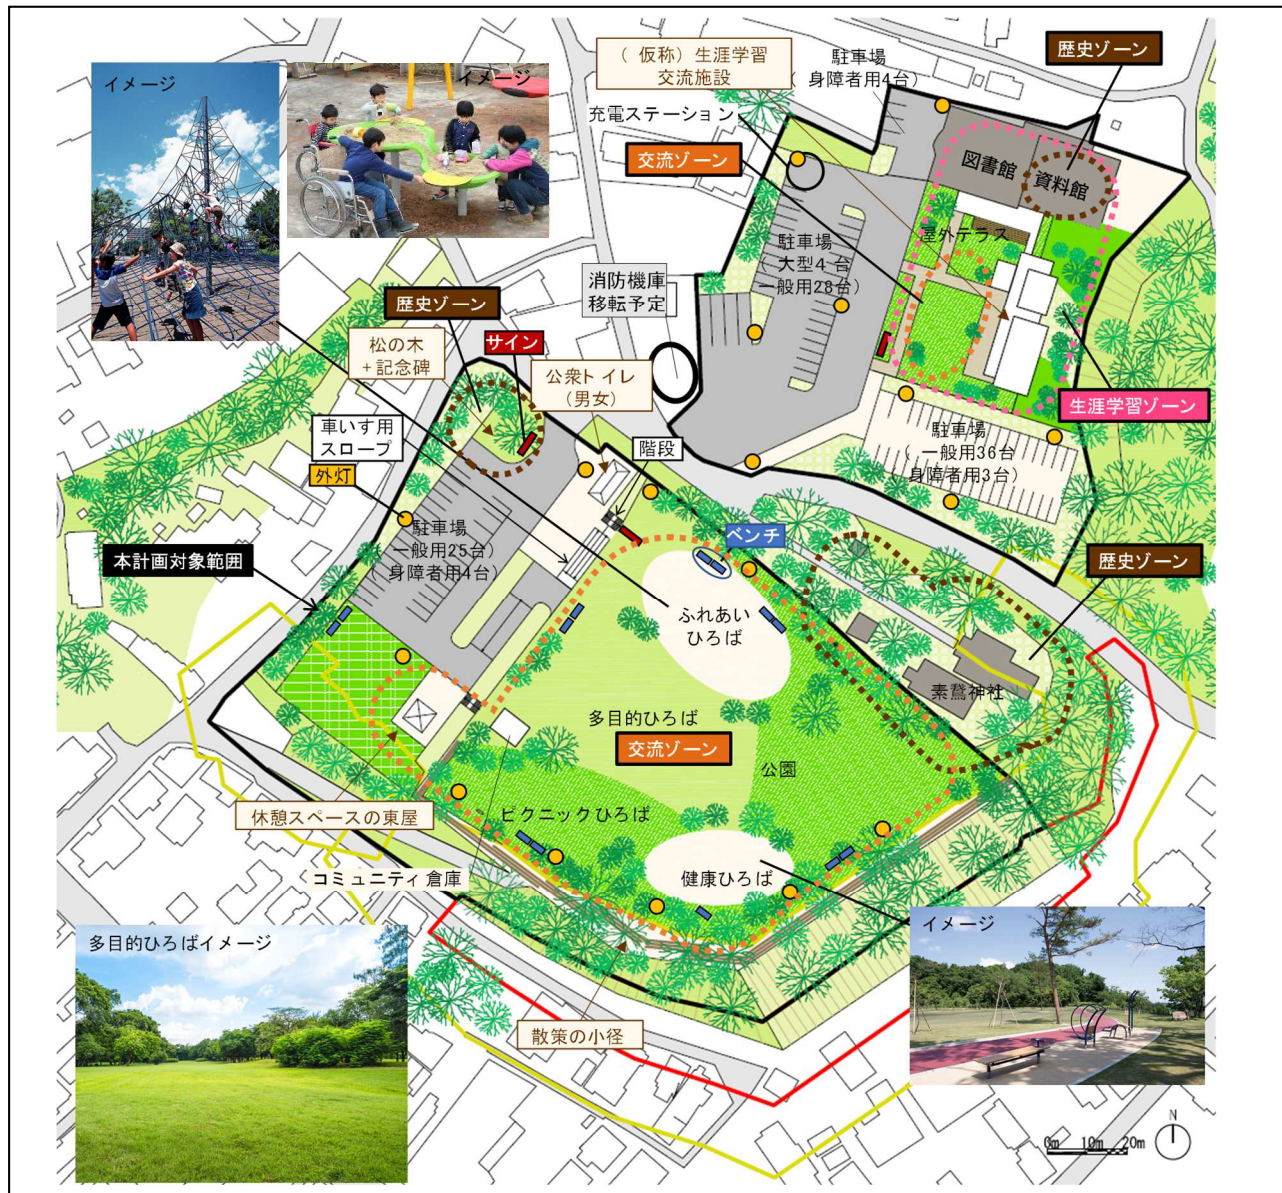 イメージ
イメージ
（ 仮称）生涯学習
交流施設
駐車場
（ 身障者用4台）
歴史ゾーン
充電ステーション
交流ゾーン
図書館
資料館
屋外テラス
駐車場
（ 大型４ 台
一般用28台）
消防機庫
移転予定
歴史ゾーン
松の木
+記念碑
サイン
公衆トイレ
（男女）
車いす用
スロープ
階段
外灯
生涯学習ゾーン
駐車場
（ 一般用36台
身障者用3台）
駐車場
一般用25台）
（ 身障者用4台）
ベンチ
本計画対象範囲
歴史ゾーン
ふれあい
ひろば
素鵞神社
多目的ひろば
交流ゾーン
公園
休憩スペースの東屋
ピクニックひろば
コミュニティ倉庫
健康ひろば
多目的ひろばイメージ
イメージ
散策の小径
N
0m 10m 20m